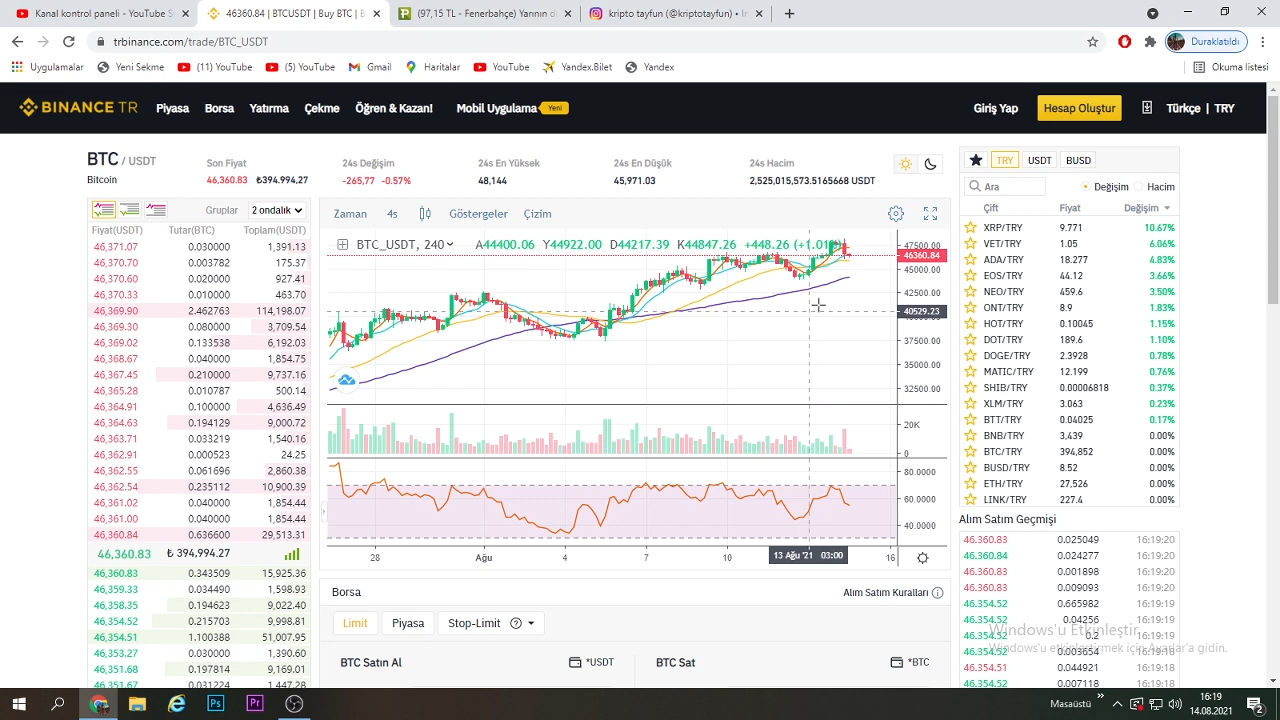 Kanal kontrol paneli - YouTube S
46360.84 | BTCUSDT | Buy BTC | B
(97,15 TL - Fenerbahçe) Yarının di
kripto tayfun (@kriptotayfun) • In
trbinance.com/trade/BTC_USDT
Duraklatıldı
Uygulamalar
Yeni Sekme
(11) YouTube
(5) YouTube
Gmail
Haritalar
YouTube
Yandex.Bilet
Yandex
Okuma listesi
BINANCE TR
Piyasa
Borsa
Yatırma
Çekme
Öğren & Kazan!
Mobil Uygulama
Yeni
Giriş Yap
Hesap Oluştur
Türkçe | TRY
BTC / USDT
Bitcoin
Son Fiyat
46,360.83 ₺394.994,27
24s Değişim
-265,77 -0.57%
24s En Yüksek
48,144
24s En Düşük
45,971.03
24s Hacim
2,525,015,573.5165668 USDT
Gruplar
2 ondalık
Fiyat(USDT) Tutar(BTC) Toplam(USDT)
46,371.07 0.030000 1,391.13
46,370.70 0.003782 175.37
46,370.60 0.020000 927.41
46,370.33 0.010000 463.70
46,369.90 2.462763 114,198.07
46,369.30 0.080000 3,709.54
46,369.02 0.133538 6,192.03
46,368.67 0.040000 1,854.75
46,367.45 0.210000 9,737.16
46,365.28 0.010787 500.14
46,364.91 0.100000 4,636.49
46,364.63 0.194129 9,000.72
46,363.71 0.033219 1,540.16
46,362.91 0.000523 24.25
46,362.55 0.061696 2,860.38
46,362.54 0.235112 10,900.39
46,361.02 0.040000 1,854.44
46,361.00 0.040000 1,854.44
46,360.84 0.636600 29,513.31
46,360.83 ₺ 394,994.27
46,360.83 0.343509 15,925.36
46,359.33 0.034490 1,598.93
46,358.35 0.194623 9,022.40
46,354.52 0.215703 9,998.81
46,354.51 1.100388 51,007.95
46,353.27 0.030000 1,390.60
46,351.68 0.197814 9,169.01
46,351.67 0.031224 1,447.28
Zaman
4s
Göstergeler
Çizim
BTC_USDT, 240
A44400.06 Y44922.00 D44217.39 K44847.26 +448.26
47500.00
46360.84
45000.00
42500.00
40529.23
37500.00
35000.00
32500.00
20K
0
80.0000
60.0000
40.0000
28
Ağu
4
7
10
13 Ağu '21 03:00
16
Borsa
Alım Satım Kuralları
Limit
Piyasa
Stop-Limit
BTC Satın Al
*USDT
BTC Sat
*BTC
TRY
USDT
BUSD
Ara
Değişim
Hacim
Çift Fiyat Değişim
XRP/TRY 9.771 10.67%
VET/TRY 1.05 6.06%
ADA/TRY 18.277 4.83%
EOS/TRY 44.12 3.66%
NEO/TRY 459.6 3.50%
ONT/TRY 8.9 1.83%
HOT/TRY 0.10045 1.15%
DOT/TRY 189.6 1.10%
DOGE/TRY 2.3928 0.78%
MATIC/TRY 12.199 0.76%
SHIB/TRY 0.00006818 0.37%
XLM/TRY 3.063 0.23%
BTT/TRY 0.04025 0.17%
BNB/TRY 3,439 0.00%
BTC/TRY 394,852 0.00%
BUSD/TRY 8.52 0.00%
ETH/TRY 27,526 0.00%
LINK/TRY 227.4 0.00%
Alım Satım Geçmişi
46,360.83 0.025049 16:19:20
46,360.84 0.024277 16:19:20
46,360.83 0.001898 16:19:20
46,360.83 0.009093 16:19:20
46,354.52 0.665982 16:19:19
46,354.52 0.04256 16:19:19
46,354.52 0.2 16:19:19
46,354.52 0.003654 16:19:19
46,354.51 0.044921 16:19:18
46,354.52 0.007118 16:19:18
Windows'u Etkinleştir
Windows'u etkinleştirmek için Ayarlar'a gidin.
Ps
Pr
Masaüstü
16:19
14.08.2021
2